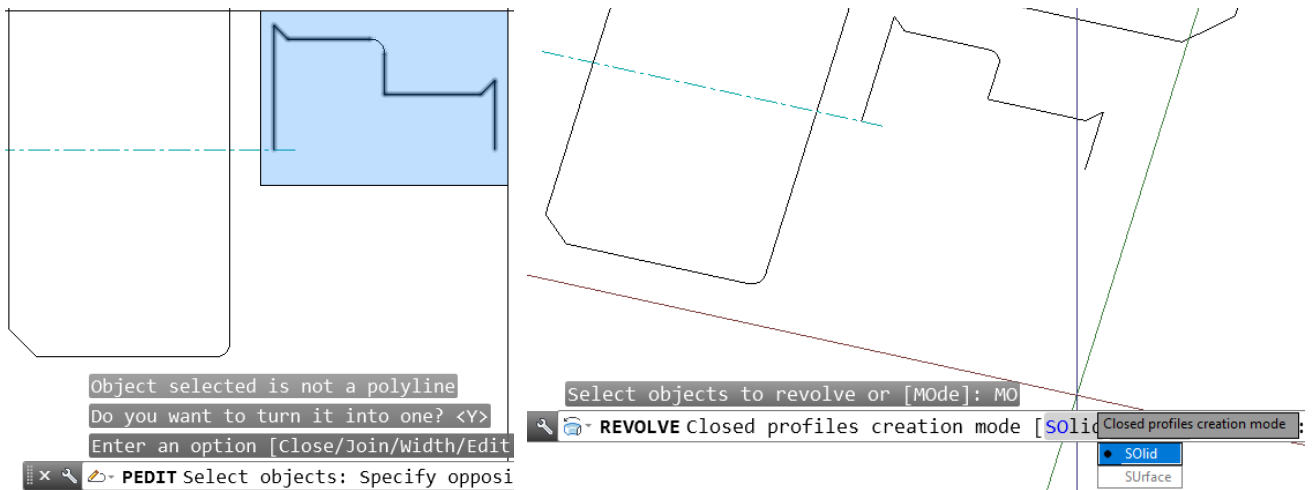 Object selected is not a polyline
Do you want to turn it into one? <Y>
Enter an option [Close/Join/Width/Edit
PEDIT Select objects: Specify opposi
Select objects to revolve or [MOde]: MO
REVOLVE Closed profiles creation mode [SOlid
Closed profiles creation mode
:
SOlid
SUrface